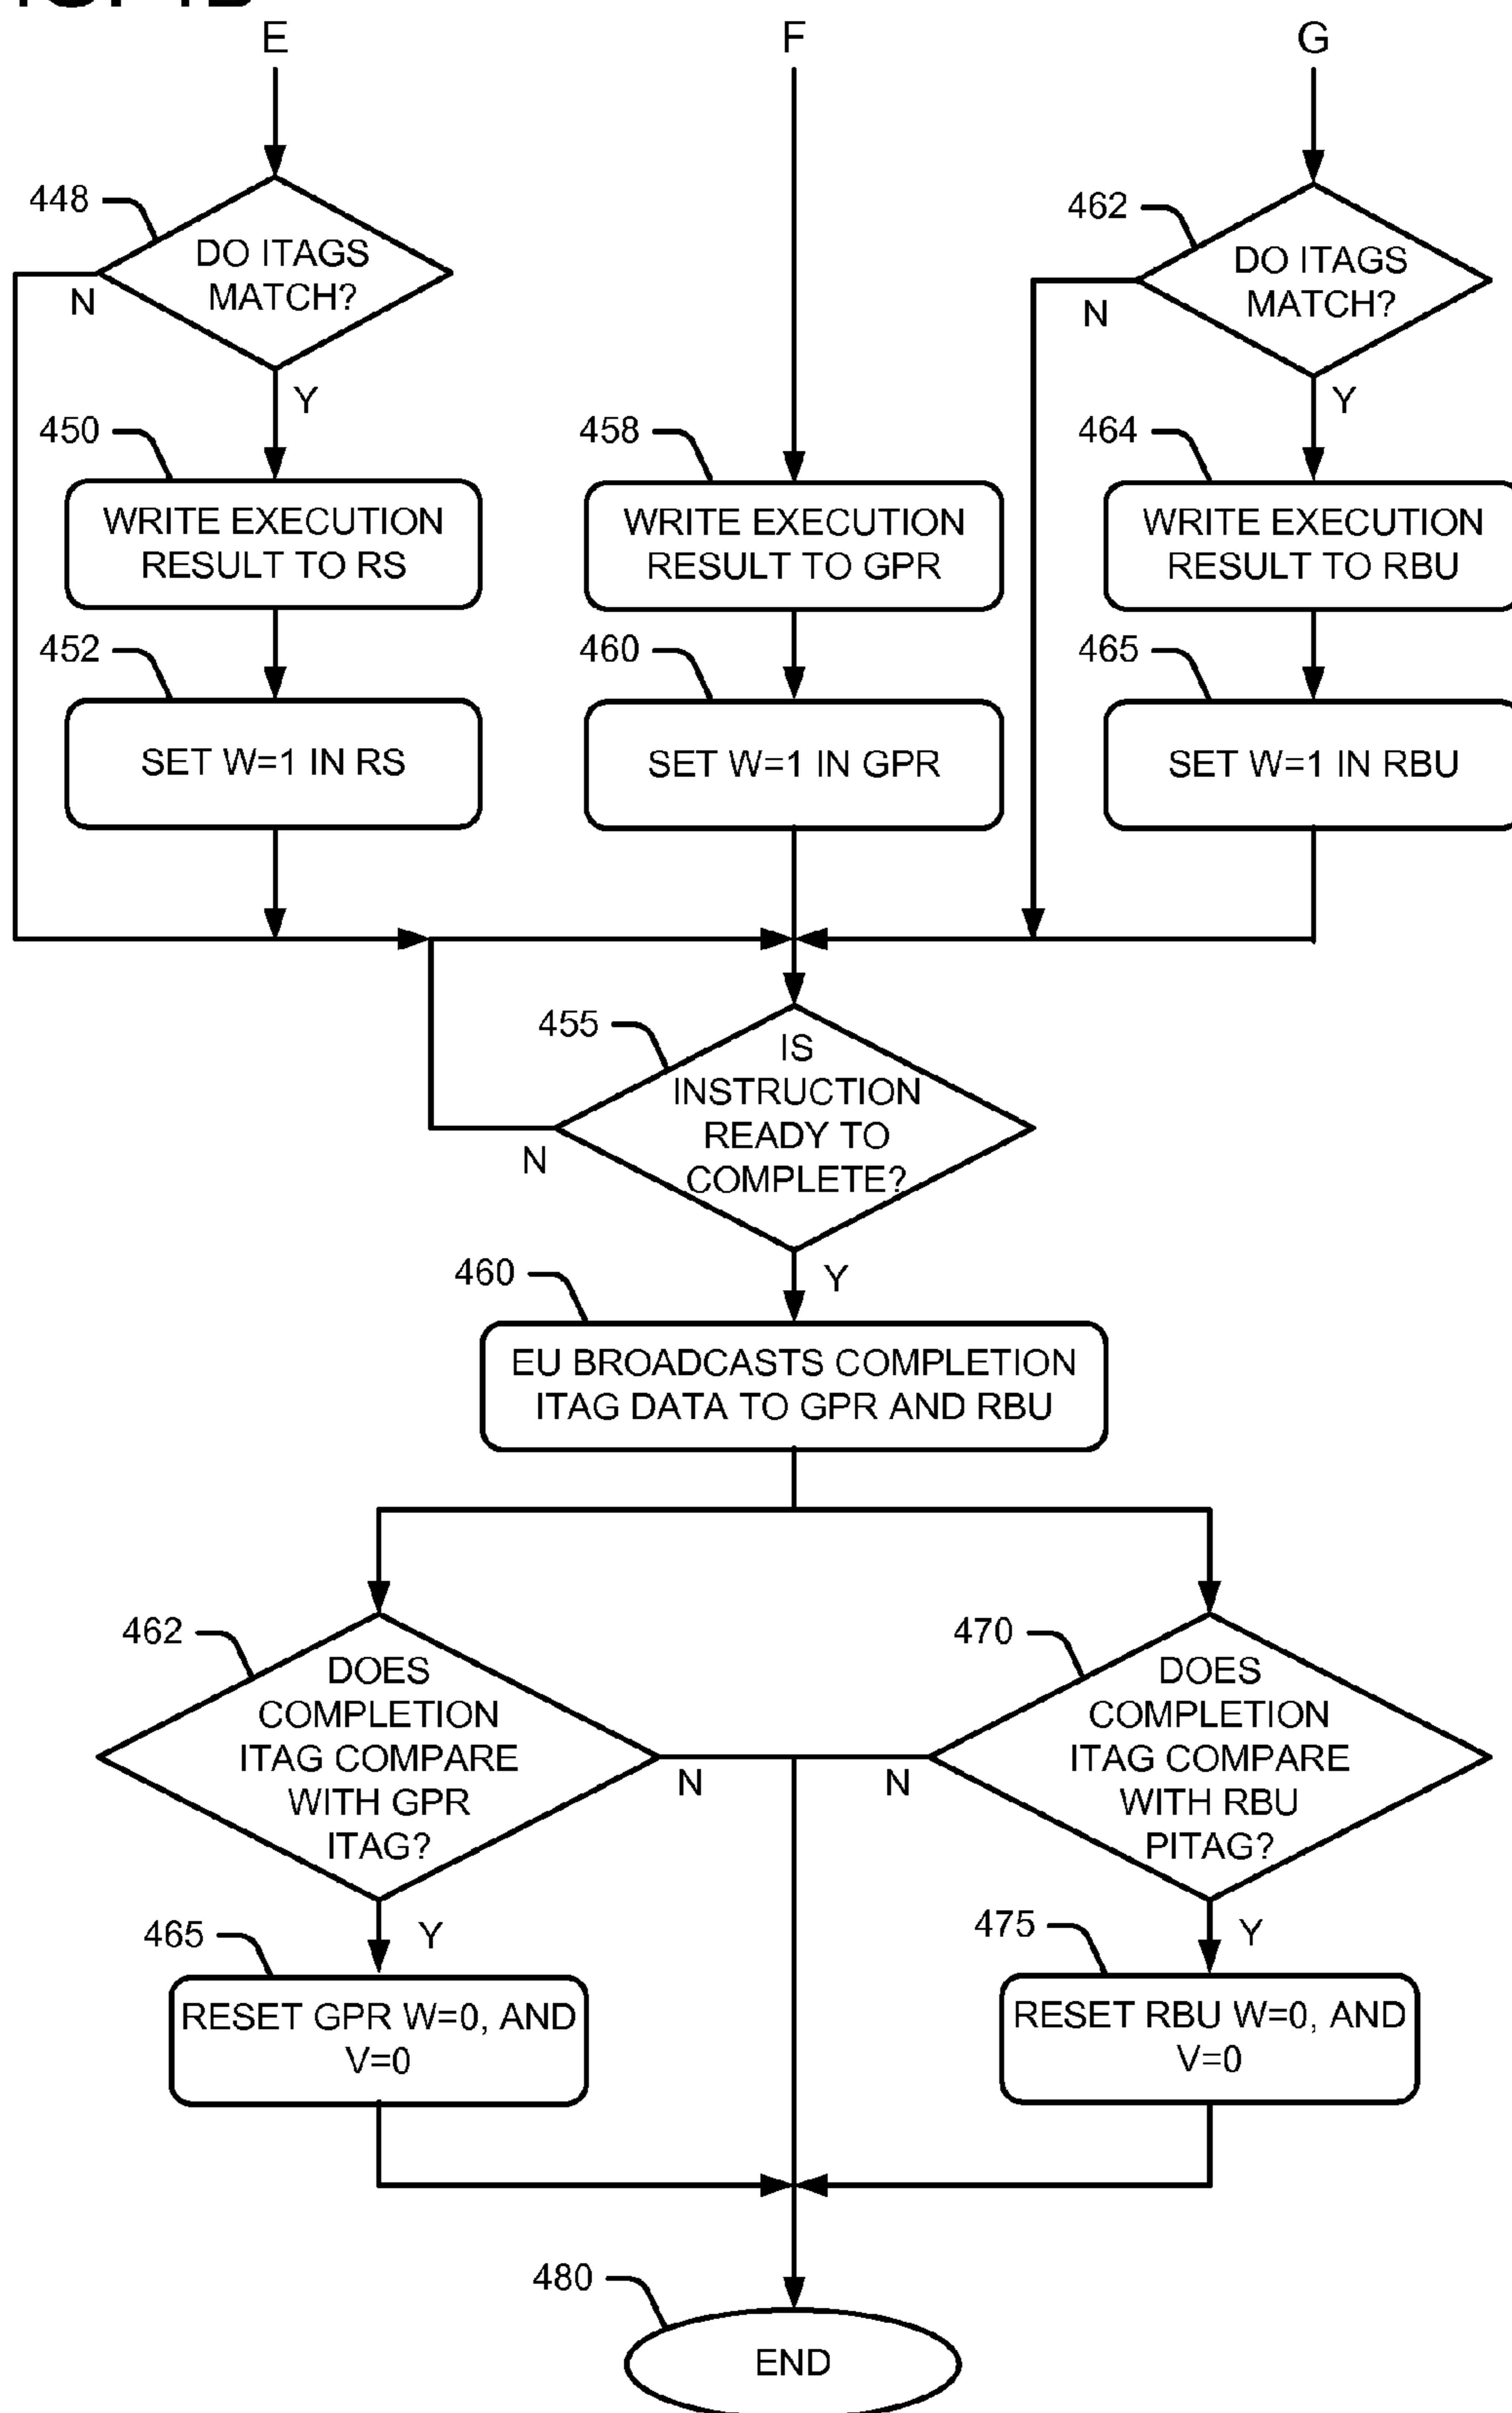 E
F
G
448
DO ITAGS
MATCH?
N
Y
462
DO ITAGS
MATCH?
N
Y
450
WRITE EXECUTION
RESULT TO RS
458
WRITE EXECUTION
RESULT TO GPR
464
WRITE EXECUTION
RESULT TO RBU
452
SET W=1 IN RS
460
SET W=1 IN GPR
465
SET W=1 IN RBU
455
IS
INSTRUCTION
READY TO
COMPLETE?
N
Y
460
EU BROADCASTS COMPLETION
ITAG DATA TO GPR AND RBU
462
DOES
COMPLETION
ITAG COMPARE
WITH GPR
ITAG?
N
Y
470
DOES
COMPLETION
ITAG COMPARE
WITH RBU
PITAG?
N
Y
465
RESET GPR W=0, AND
V=0
475
RESET RBU W=0, AND
V=0
480
END